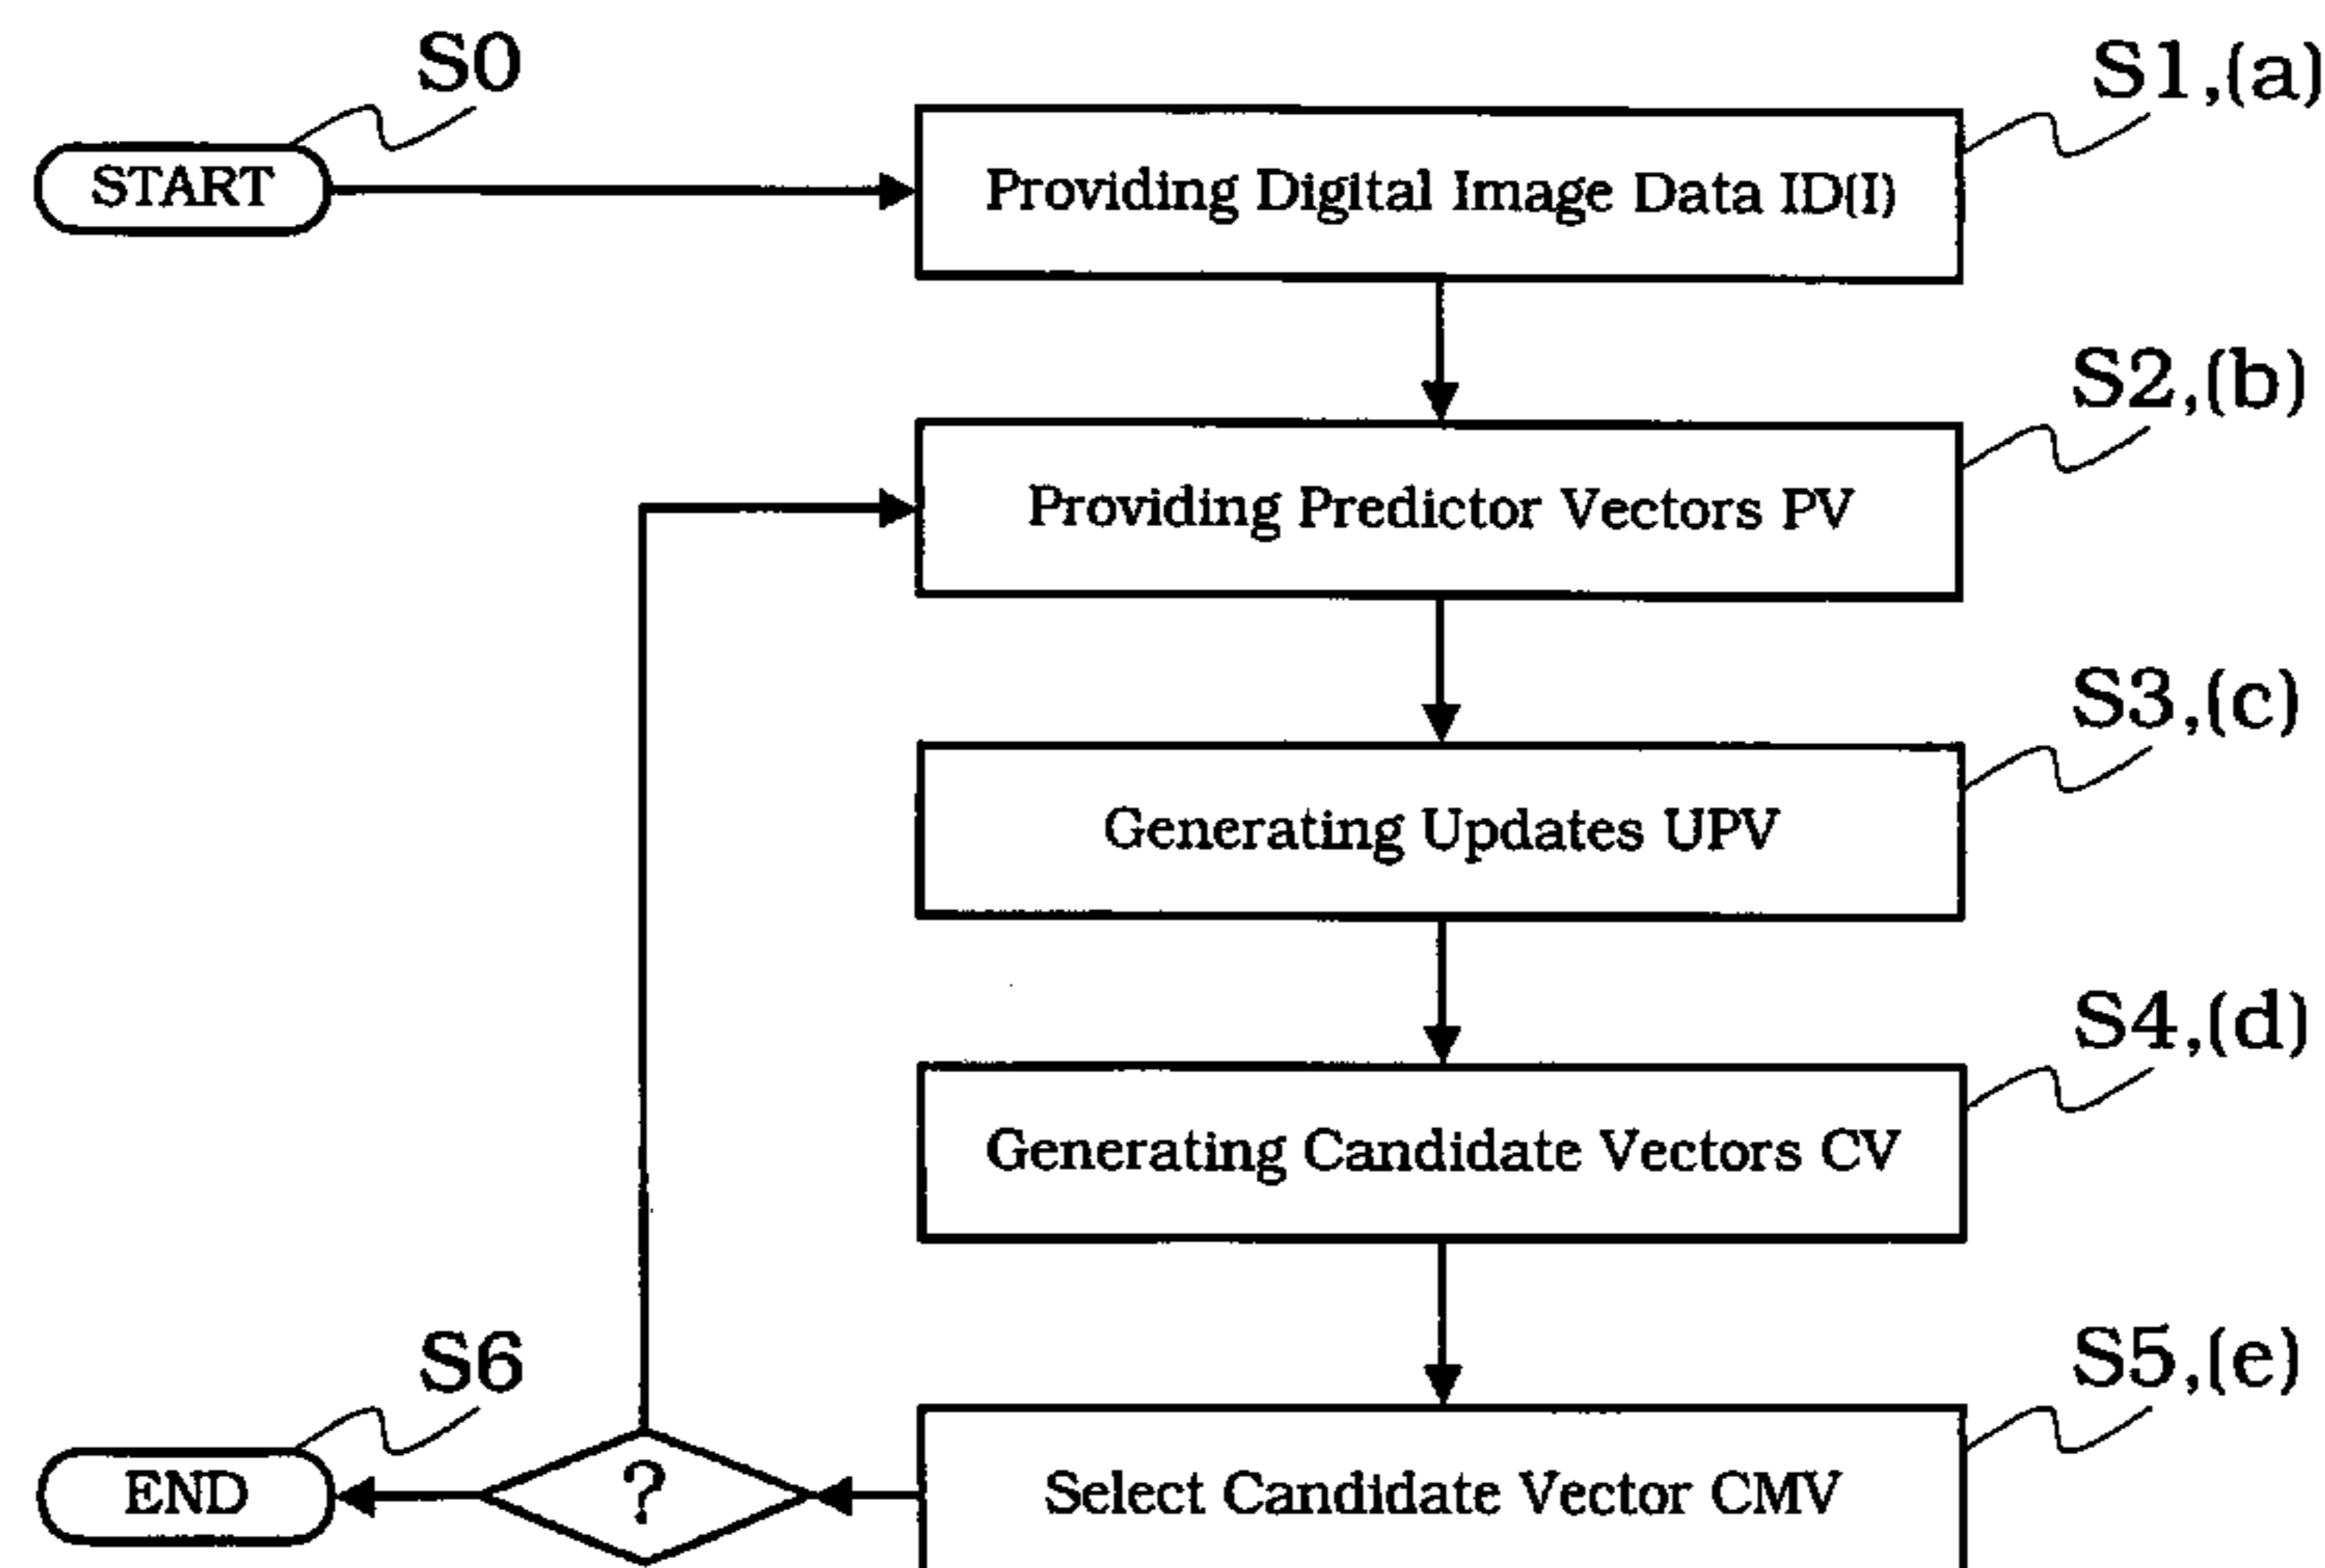 S0
S1,(a)
START
Providing Digital Image Data ID(I)
S2,(b)
Providing Predictor Vectors PV
S3,(c)
Generating Updates UPV
S4,(d)
Generating Candidate Vectors CV
S6
S5,(e)
END
?
Select Candidate Vector CMV